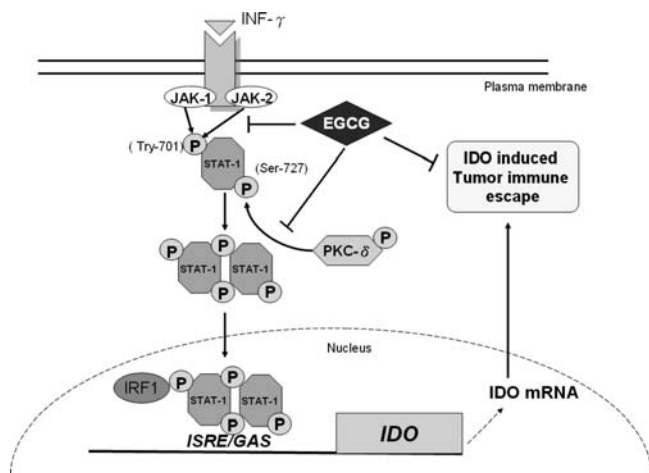 INF-γ
Plasma membrane
JAK-1
JAK-2
EGCG
P
( Try-701)
STAT-1
(Ser-727)
P
IDO induced
Tumor immune
escape
PKC-δ
P
P
P
STAT-1
STAT-1
P
P
Nucleus
IRF1
P
P
STAT-1
STAT-1
P
P
ISRE/GAS
IDO
IDO mRNA